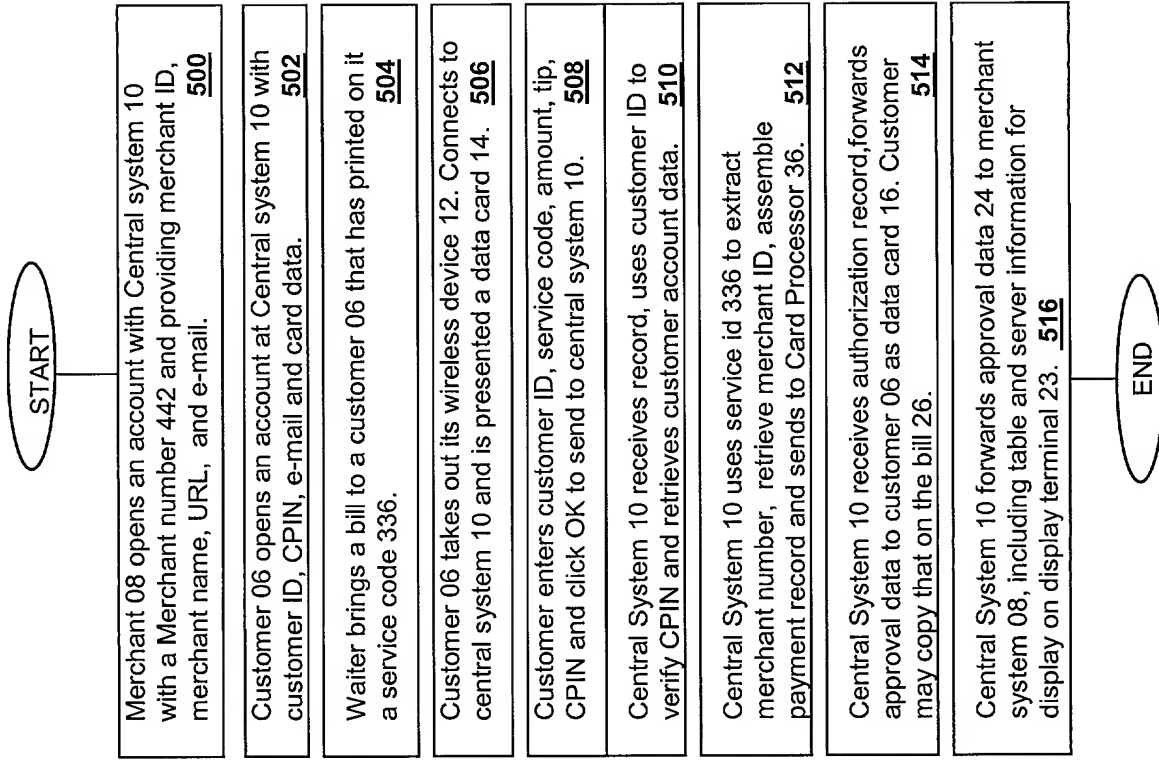 START
Merchant 08 opens an account with Central system 10
with a Merchant number 442 and providing merchant ID,
merchant name, URL, and e-mail. 500
Customer 06 opens an account at Central system 10 with
customer ID, CPIN, e-mail and card data. 502
Waiter brings a bill to a customer 06 that has printed on it
a service code 336. 504
Customer 06 takes out its wireless device 12. Connects to
central system 10 and is presented a data card 14. 506
Customer enters customer ID, service code, amount, tip,
CPIN and click OK to send to central system 10. 508
Central System 10 receives record, uses customer ID to
verify CPIN and retrieves customer account data. 510
Central System 10 uses service id 336 to extract
merchant number, retrieve merchant ID, assemble
payment record and sends to Card Processor 36. 512
Central System 10 receives authorization record,forwards
approval data to customer 06 as data card 16. Customer
may copy that on the bill 26. 514
Central System 10 forwards approval data 24 to merchant
system 08, including table and server information for
display on display terminal 23. 516
END